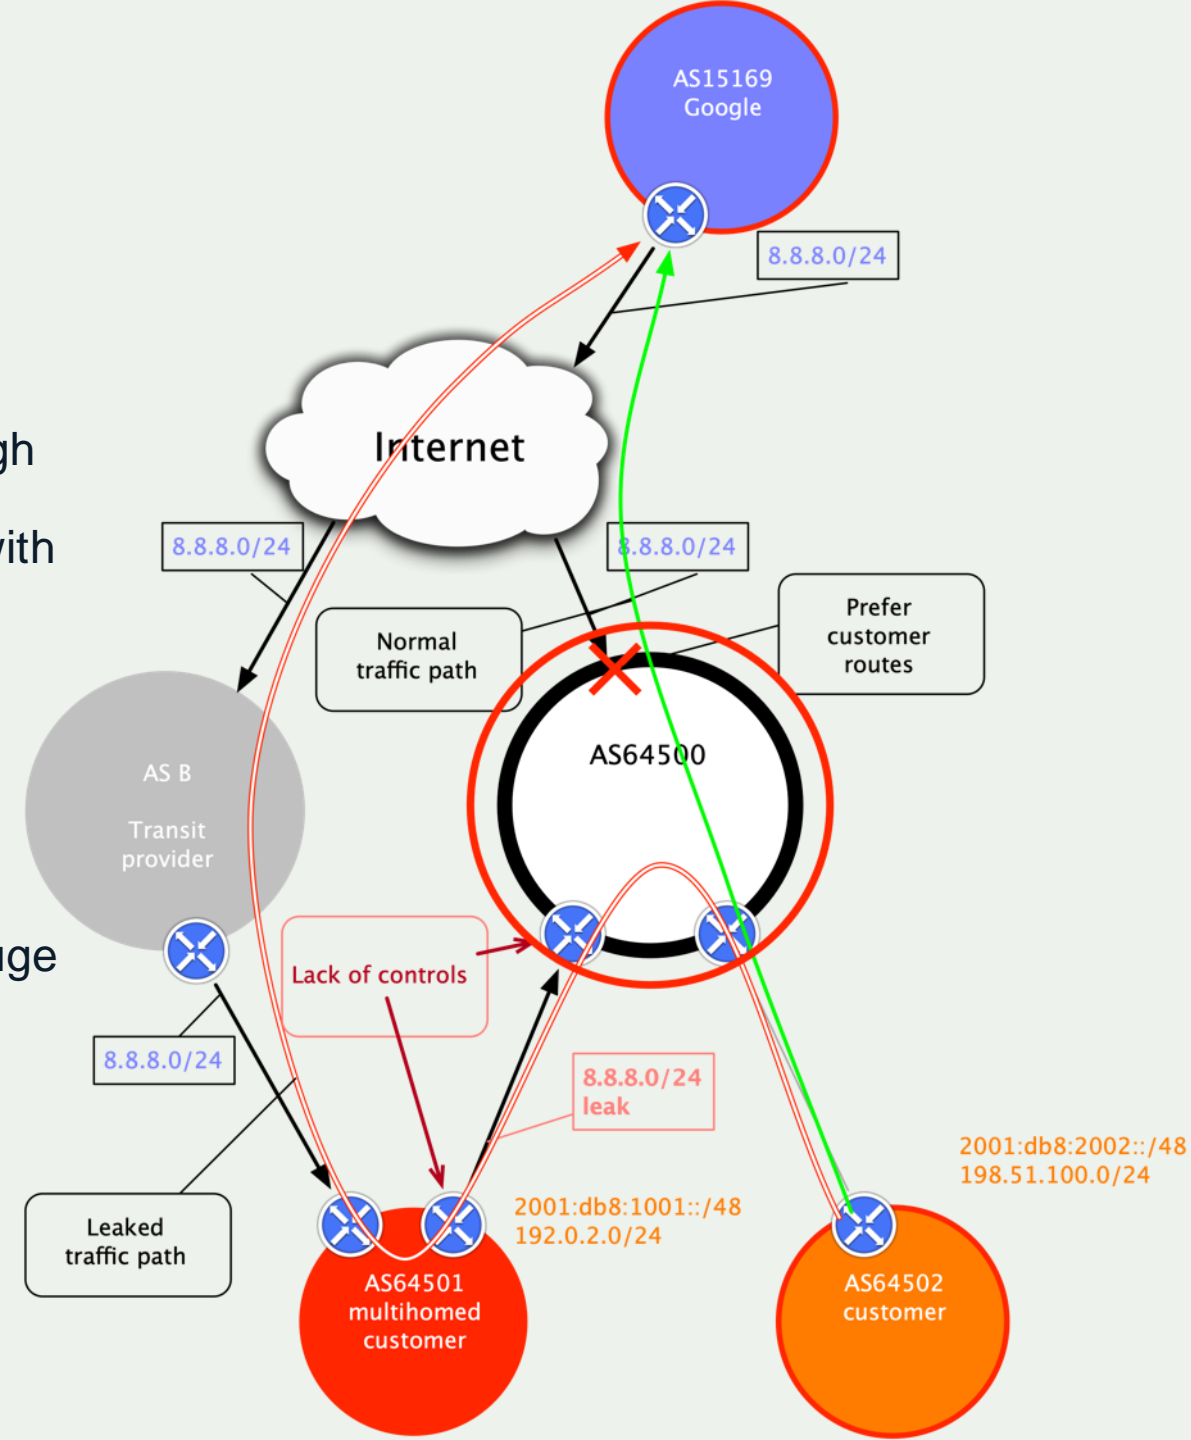 AS15169
Google
8.8.8.0/24
Internet
8.8.8.0/24
8.8.8.0/24
Normal
traffic path
Prefer
customer
routes
AS64500
AS B
Transit
provider
Lack of controls
8.8.8.0/24
8.8.8.0/24
leak
2001:db8:2002::/48
198.51.100.0/24
2001:db8:1001::/48
192.0.2.0/24
Leaked
traffic path
AS64501
multihomed
customer
AS64502
customer